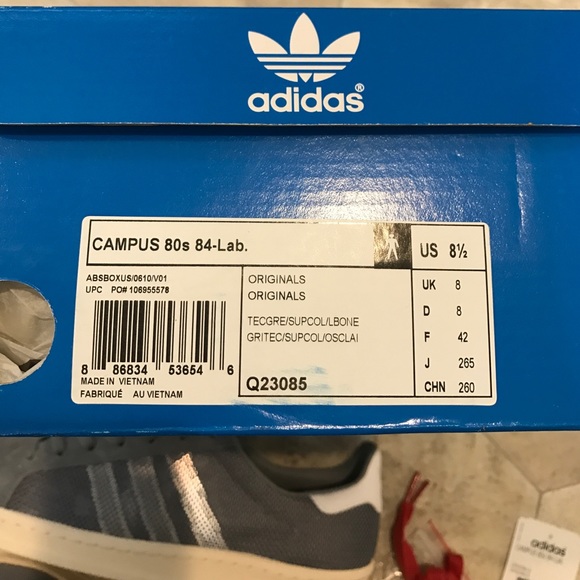 adidas®
CAMPUS 80s 84-Lab.
US 8½
ABSBOXUS/0610/V01
UPC PO# 106955578
8 86834 53654 6
MADE IN VIETNAM
FABRIQUÉ AU VIETNAM
ORIGINALS
ORIGINALS
TECGRE/SUPCOL/LBONE
GRITEC/SUPCOL/OSCLAI
Q23085
UK 8
D 8
F 42
J 265
CHN 260
adidas